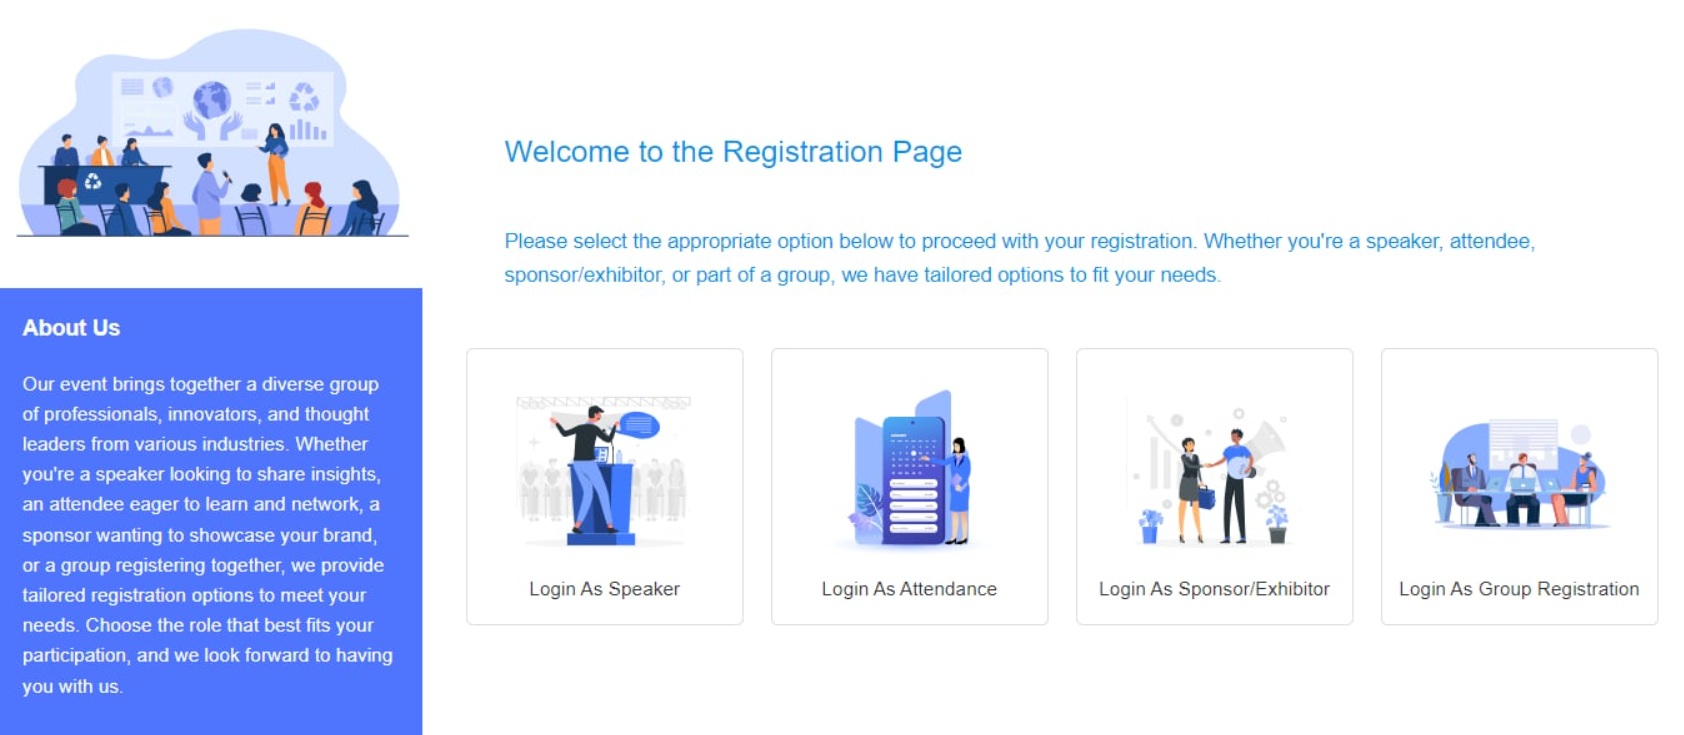 Welcome to the Registration Page
Please select the appropriate option below to proceed with your registration. Whether you're a speaker, attendee,
sponsor/exhibitor, or part of a group, we have tailored options to fit your needs.
About Us
Our event brings together a diverse group
of professionals, innovators, and thought
leaders from various industries. Whether
you're a speaker looking to share insights,
an attendee eager to learn and network, a
sponsor wanting to showcase your brand,
or a group registering together, we provide
tailored registration options to meet your
needs. Choose the role that best fits your
participation, and we look forward to having
you with us.
Login As Speaker
Login As Attendance
Login As Sponsor/Exhibitor
Login As Group Registration